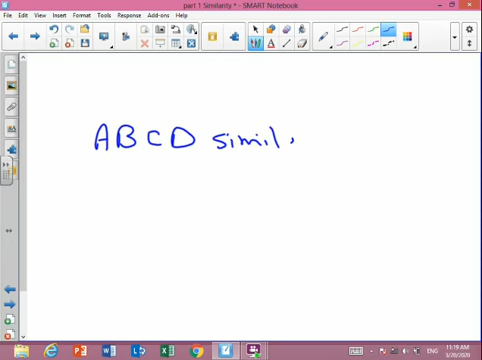 part 1 Similarity * - SMART Notebook
File Edit View Insert Format Tools Response Add-ons Help
ABCD simil
11:19 AM
ENG
3/20/2020